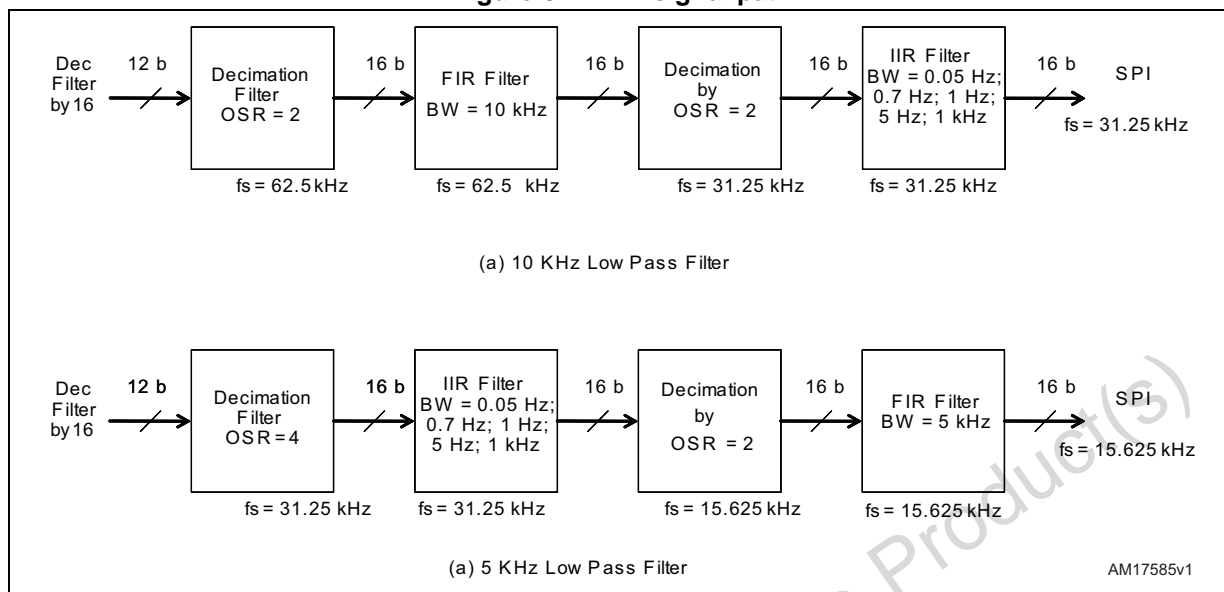 Dec
Filter
by 16
12 b
Decimation
Filter
OSR = 2
fs = 62.5 kHz
16 b
FIR Filter
BW = 10 kHz
fs = 62.5 kHz
16 b
Decimation
by
OSR = 2
fs = 31.25 kHz
16 b
IIR Filter
BW = 0.05 Hz;
0.7 Hz; 1 Hz;
5 Hz; 1 kHz
fs = 31.25 kHz
16 b
SPI
fs = 31.25 kHz
(a) 10 KHz Low Pass Filter
Dec
Filter
by 16
12 b
Decimation
Filter
OSR = 4
fs = 31.25 kHz
16 b
IIR Filter
BW = 0.05 Hz;
0.7 Hz; 1 Hz;
5 Hz; 1 kHz
fs = 31.25 kHz
16 b
Decimation
by
OSR = 2
fs = 15.625 kHz
16 b
FIR Filter
BW = 5 kHz
fs = 15.625 kHz
16 b
SPI
fs = 15.625 kHz
(a) 5 KHz Low Pass Filter
Product(s)
AM17585v1